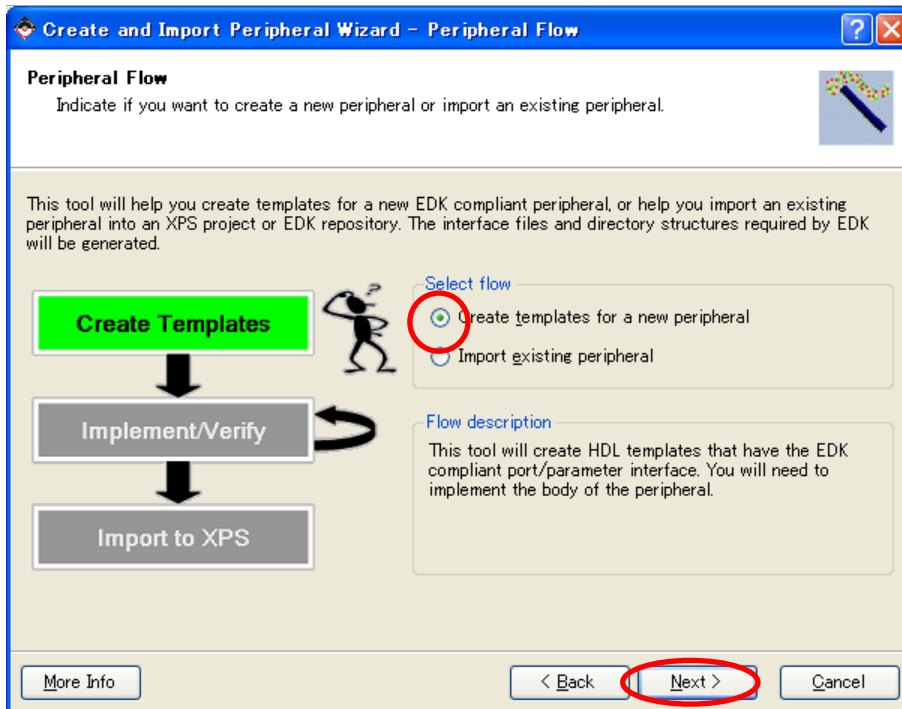 Create and Import Peripheral Wizard - Peripheral Flow
Peripheral Flow
Indicate if you want to create a new peripheral or import an existing peripheral.
This tool will help you create templates for a new EDK compliant peripheral, or help you import an existing
peripheral into an XPS project or EDK repository. The interface files and directory structures required by EDK
will be generated.
Create Templates
Implement/Verify
Import to XPS
Select flow
Create templates for a new peripheral
Import existing peripheral
Flow description
This tool will create HDL templates that have the EDK
compliant port/parameter interface. You will need to
implement the body of the peripheral.
More Info
< Back
Next >
Cancel